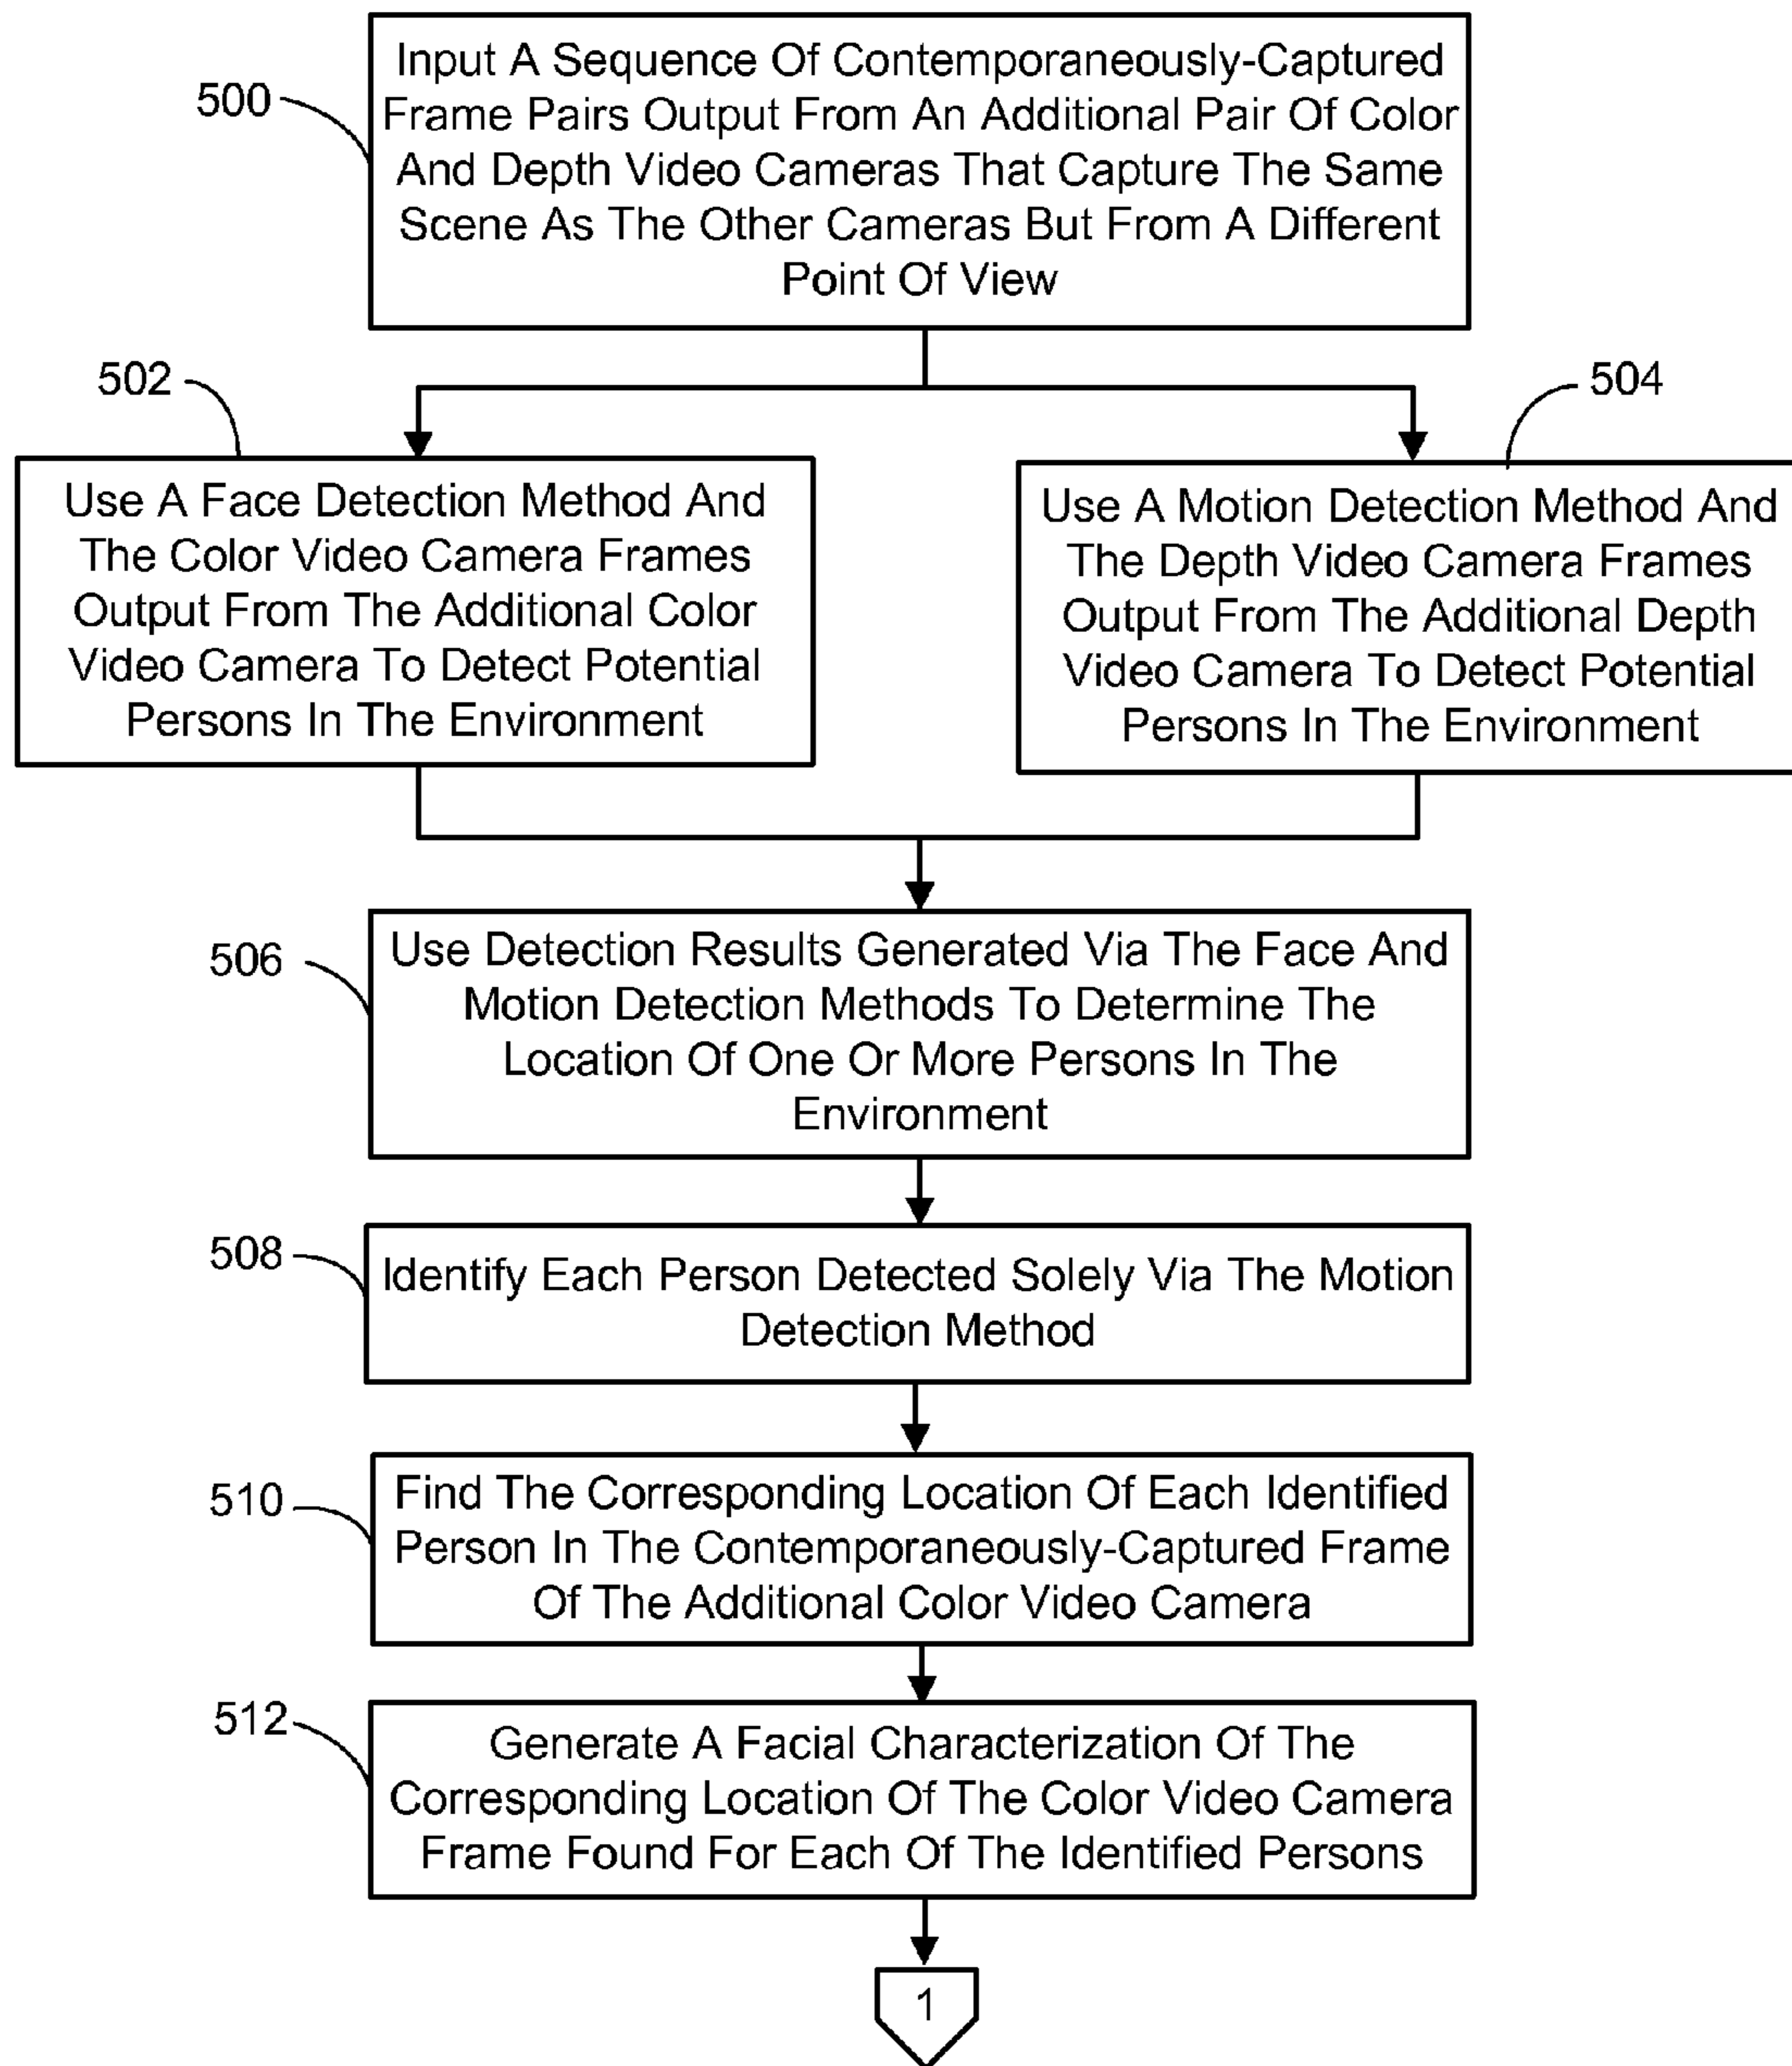 500
Input A Sequence Of Contemporaneously-Captured
Frame Pairs Output From An Additional Pair Of Color
And Depth Video Cameras That Capture The Same
Scene As The Other Cameras But From A Different
Point Of View
502
Use A Face Detection Method And
The Color Video Camera Frames
Output From The Additional Color
Video Camera To Detect Potential
Persons In The Environment
504
Use A Motion Detection Method And
The Depth Video Camera Frames
Output From The Additional Depth
Video Camera To Detect Potential
Persons In The Environment
506
Use Detection Results Generated Via The Face And
Motion Detection Methods To Determine The
Location Of One Or More Persons In The
Environment
508
Identify Each Person Detected Solely Via The Motion
Detection Method
510
Find The Corresponding Location Of Each Identified
Person In The Contemporaneously-Captured Frame
Of The Additional Color Video Camera
512
Generate A Facial Characterization Of The
Corresponding Location Of The Color Video Camera
Frame Found For Each Of The Identified Persons
1